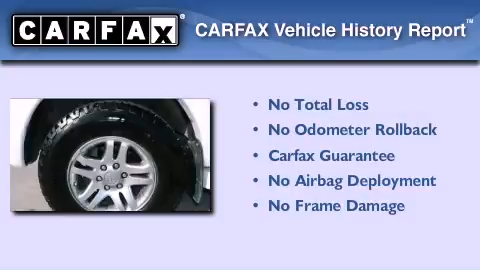 CARFAX®
CARFAX Vehicle History Report™
• No Total Loss
• No Odometer Rollback
• Carfax Guarantee
• No Airbag Deployment
• No Frame Damage